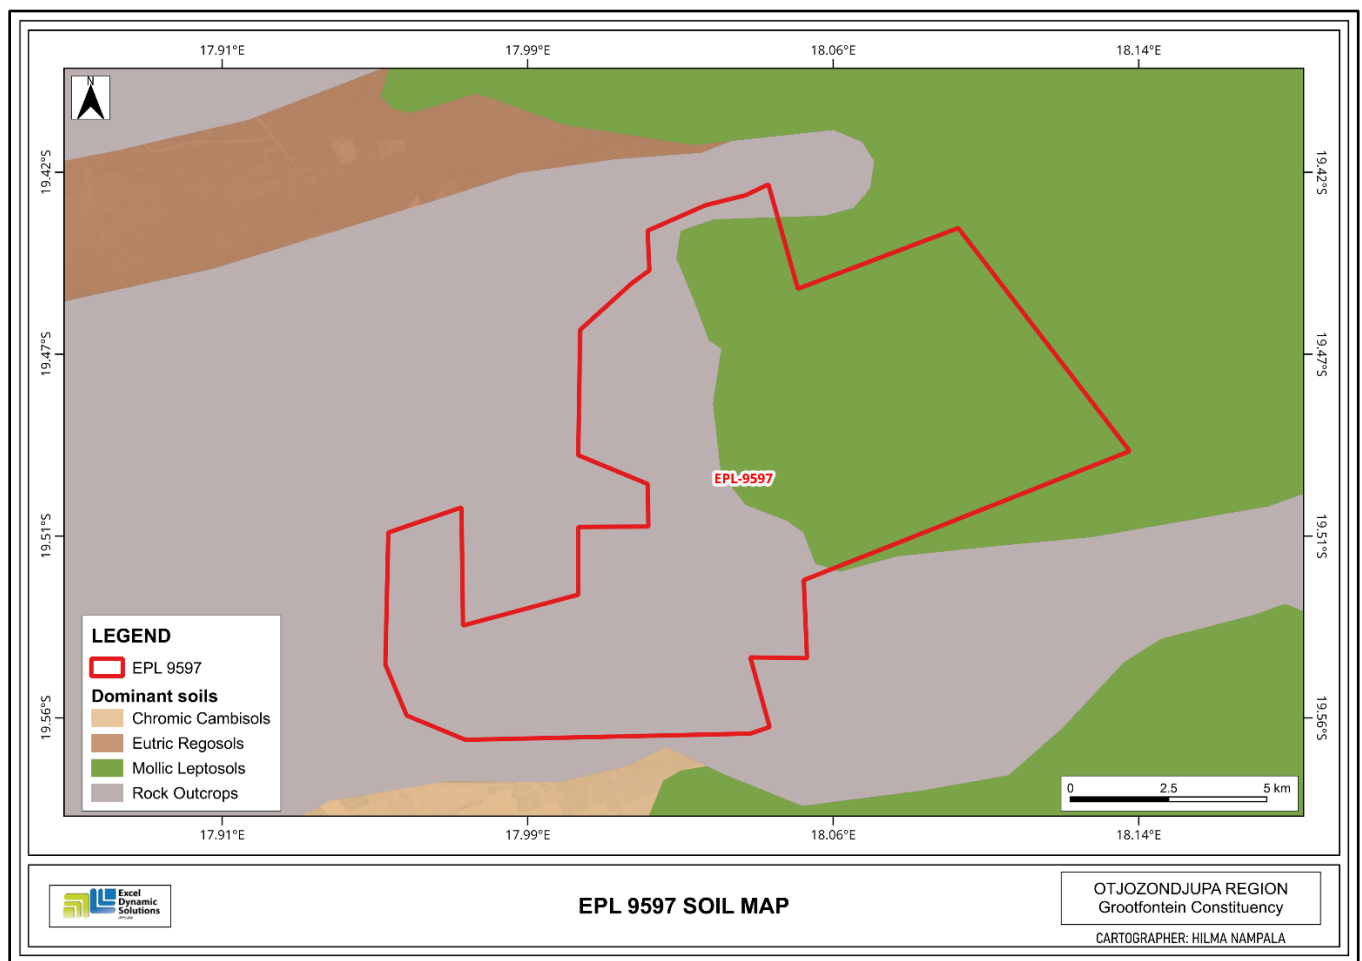 17.91°E 17.99°E 18.06°E 18.14°E
N
19.42°S 19.42°S
19.47°S 19.47°S
EPL-9597
19.51°S 19.51°S
19.56°S 19.56°S
LEGEND
EPL 9597
Dominant soils
Chromic Cambisols
Eutric Regosols
Mollic Leptosols
Rock Outcrops
0 2.5 5 km
17.91°E 17.99°E 18.06°E 18.14°E
Excel
Dynamic
Solutions
EPL 9597 SOIL MAP
OTJOZONDJUPA REGION
Grootfontein Constituency
CARTOGRAPHER: HILMA NAMPALA